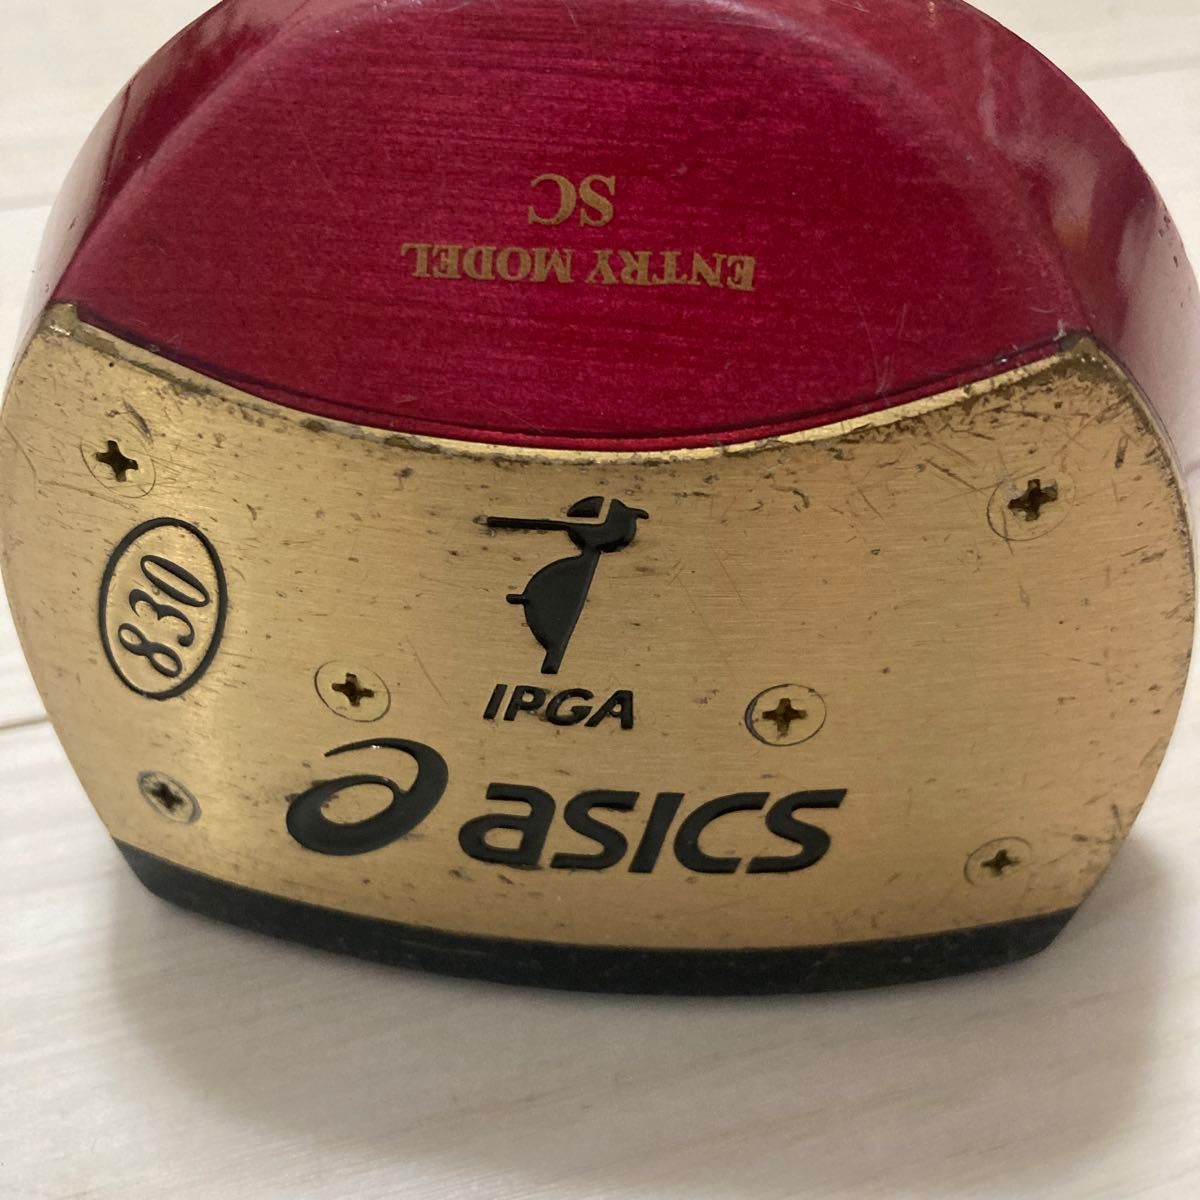 ENTRY MODEL
SC
830
IPGA
asics